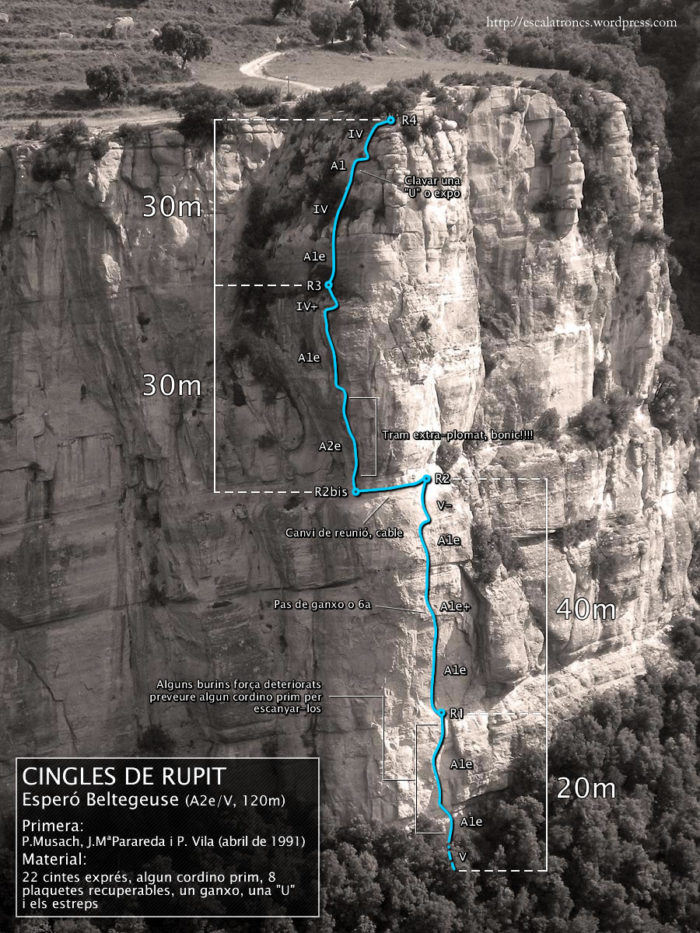 http://escalatroncs.wordpress.com
R4
IV
A1
Clavar una
"U" o expo
30m
IV
A1e
R3
IV+
A1e
30m
Tram extra-plomat, bonic!!!!
A2e
R2
R2bis
V-
Canvi de reunió, cable
A1e
Pas de ganxo o 6a
A1e+
40m
A1e
Alguns burins força deteriorats
preveure algun cordino prim per
escanyar-los
R1
A1e
20m
A1e
V
CINGLES DE RUPIT
Esperó Beltegeuse (A2e/V, 120m)
Primera:
P.Musach, J.MªParareda i P. Vila (abril de 1991)
Material:
22 cintes exprés, algun cordino prim, 8
plaquetes recuperables, un ganxo, una "U"
i els estreps